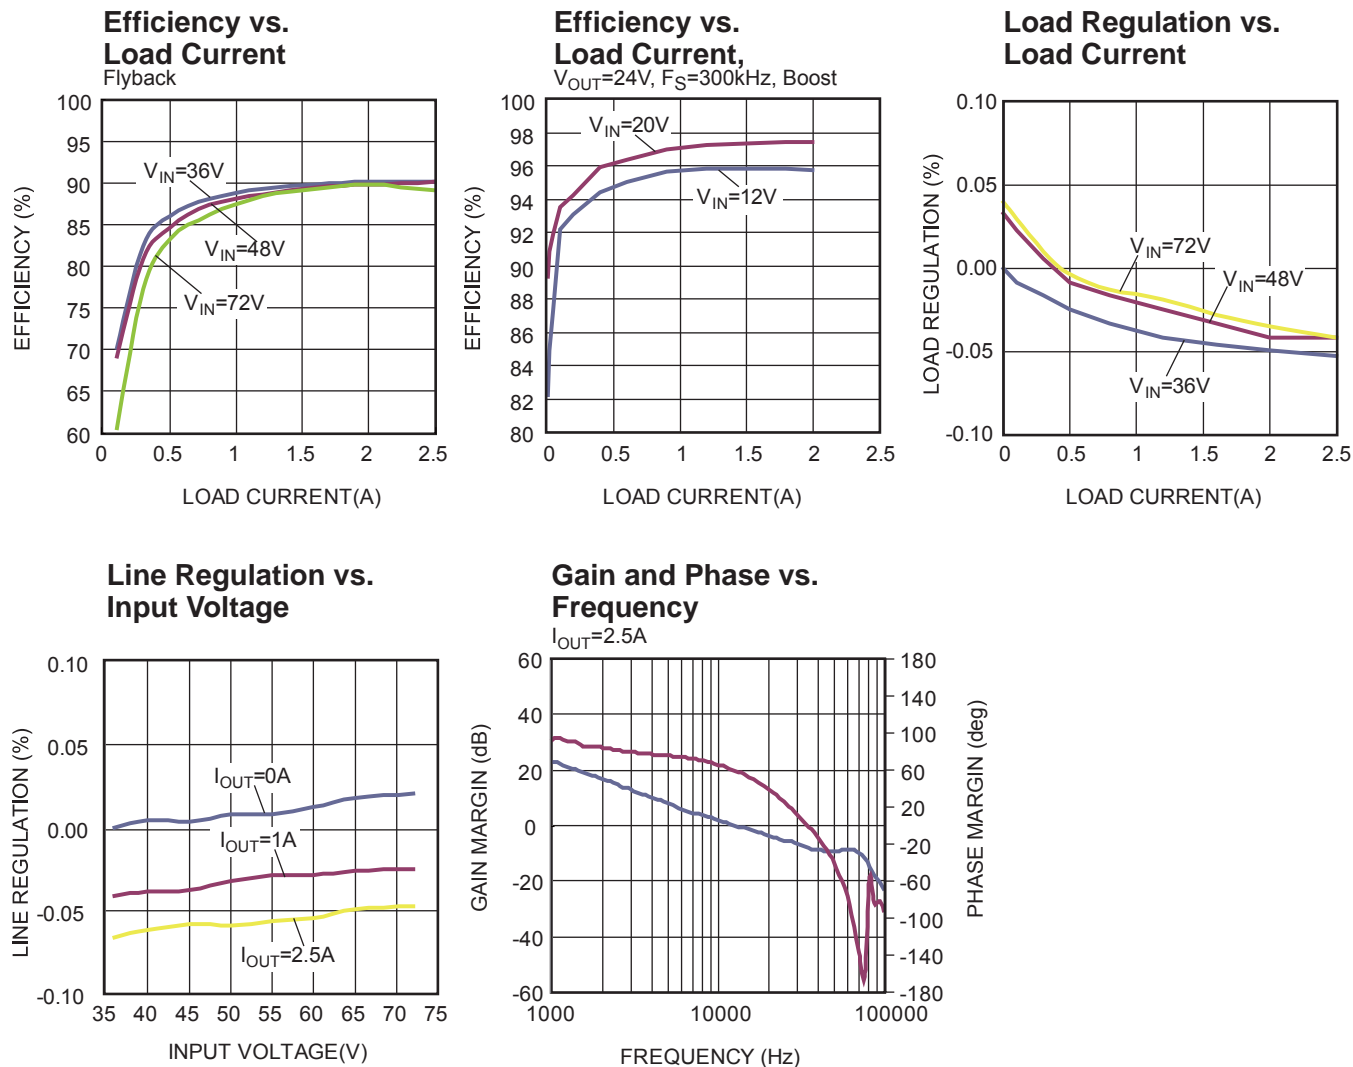 Efficiency vs.
Load Current
Flyback
100
95
90
85
80
75
70
65
60
EFFICIENCY (%)
VIN=36V
VIN=48V
VIN=72V
0 0.5 1 1.5 2 2.5
LOAD CURRENT(A)
Efficiency vs.
Load Current,
VOUT=24V, FS=300kHz, Boost
100
98
96
94
92
90
88
86
84
82
80
EFFICIENCY (%)
VIN=20V
VIN=12V
0 0.5 1 1.5 2 2.5
LOAD CURRENT(A)
Load Regulation vs.
Load Current
0.10
0.05
0.00
-0.05
-0.10
LOAD REGULATION (%)
VIN=72V
VIN=48V
VIN=36V
0 0.5 1 1.5 2 2.5
LOAD CURRENT(A)
Line Regulation vs.
Input Voltage
0.10
0.05
0.00
-0.05
-0.10
LINE REGULATION (%)
IOUT=0A
IOUT=1A
IOUT=2.5A
35 40 45 50 55 60 65 70 75
INPUT VOLTAGE(V)
Gain and Phase vs.
Frequency
IOUT=2.5A
60
40
20
0
-20
-40
-60
GAIN MARGIN (dB)
180
140
100
60
20
-20
-60
-100
-140
-180
PHASE MARGIN (deg)
1000 10000 100000
FREQUENCY (Hz)